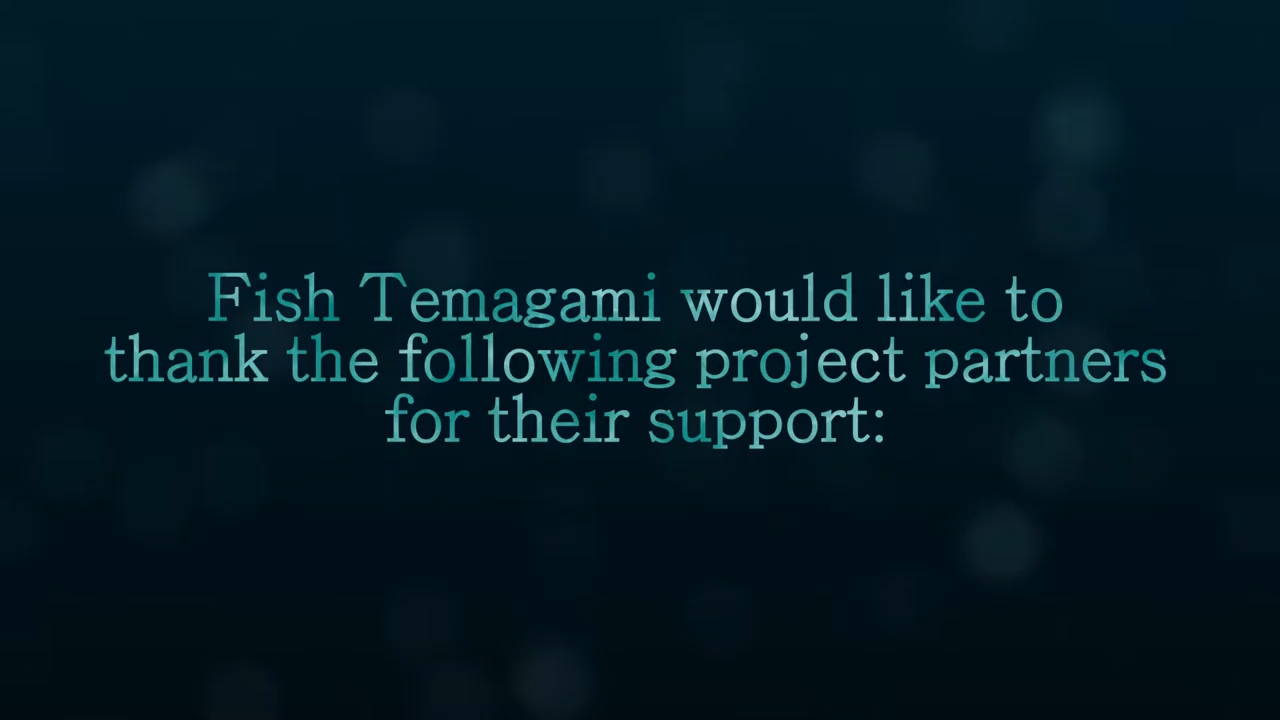 Fish Temagami would like to
thank the following project partners
for their support: